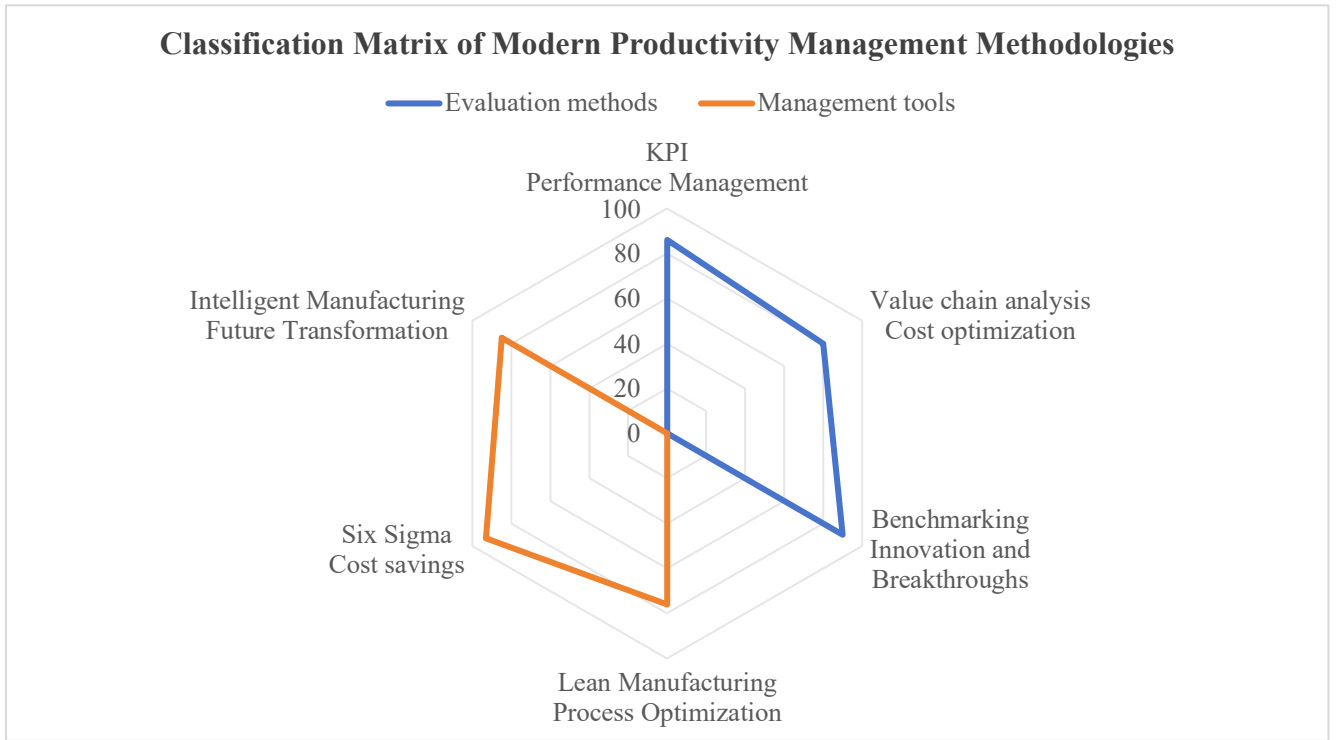 Classification Matrix of Modern Productivity Management Methodologies
Evaluation methods Management tools
KPI
Performance Management
100
80
60
40
20
0
Value chain analysis
Cost optimization
Benchmarking
Innovation and
Breakthroughs
Lean Manufacturing
Process Optimization
Six Sigma
Cost savings
Intelligent Manufacturing
Future Transformation